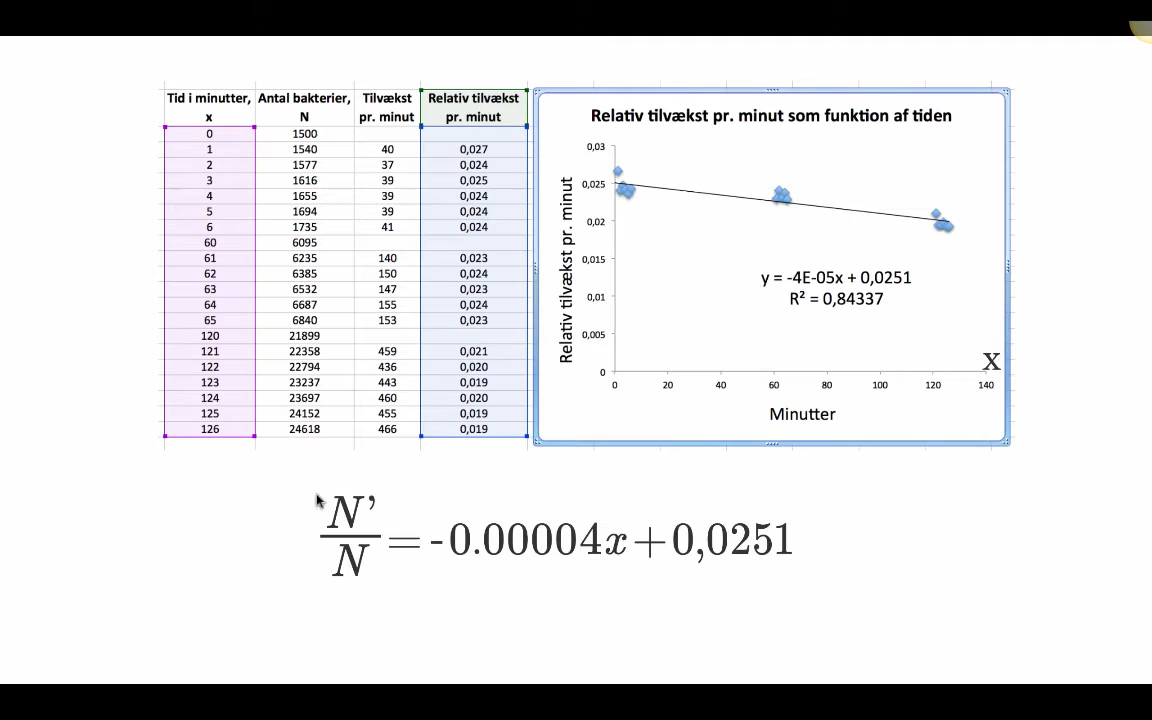 Tid i minutter, x Antal bakterier, N Tilvækst pr. minut Relativ tilvækst pr. minut
0 1500
1 1540 40 0,027
2 1577 37 0,024
3 1616 39 0,025
4 1655 39 0,024
5 1694 39 0,024
6 1735 41 0,024
60 6095
61 6235 140 0,023
62 6385 150 0,024
63 6532 147 0,023
64 6687 155 0,024
65 6840 153 0,023
120 21899
121 22358 459 0,021
122 22794 436 0,020
123 23237 443 0,019
124 23697 460 0,020
125 24152 455 0,019
126 24618 466 0,019
Relativ tilvækst pr. minut som funktion af tiden
Relativ tilvækst pr. minut
0,03
0,025
0,02
0,015
0,01
0,005
0
y = -4E-05x + 0,0251
R² = 0,84337
x
0 20 40 60 80 100 120 140
Minutter
N’/N = -0.00004x+0,0251